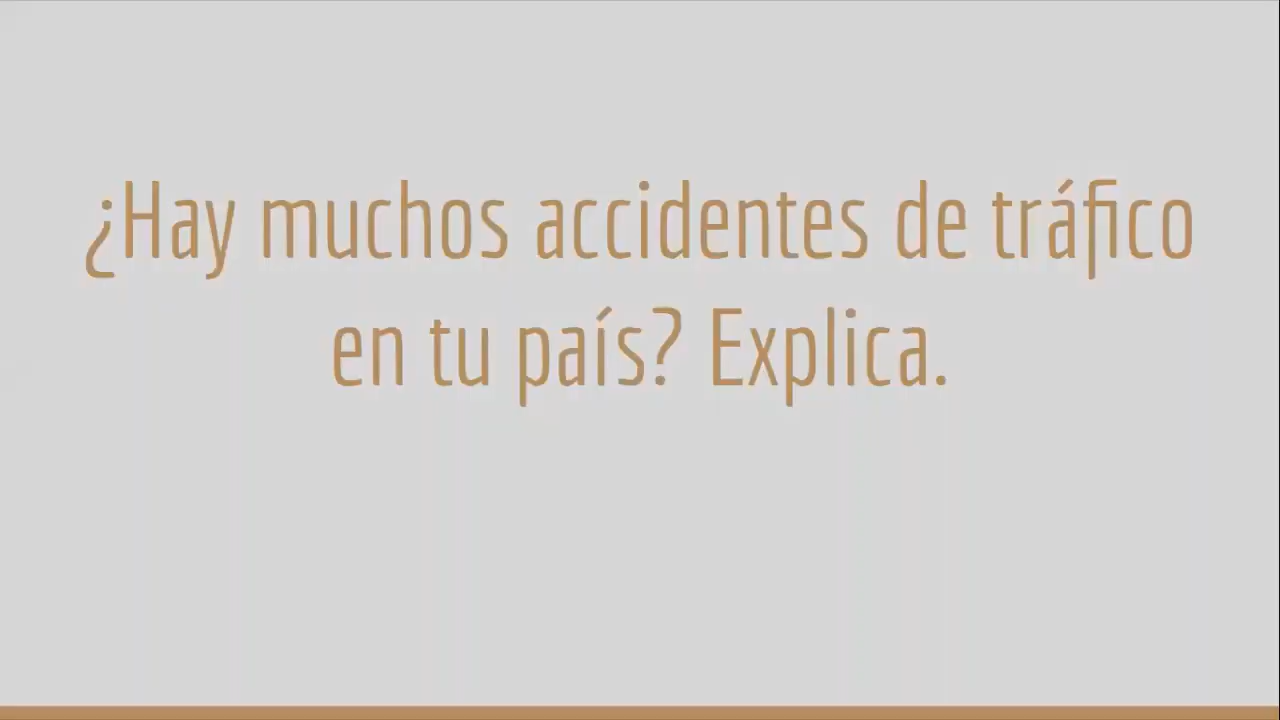 ¿Hay muchos accidentes de tráfico
en tu país? Explica.